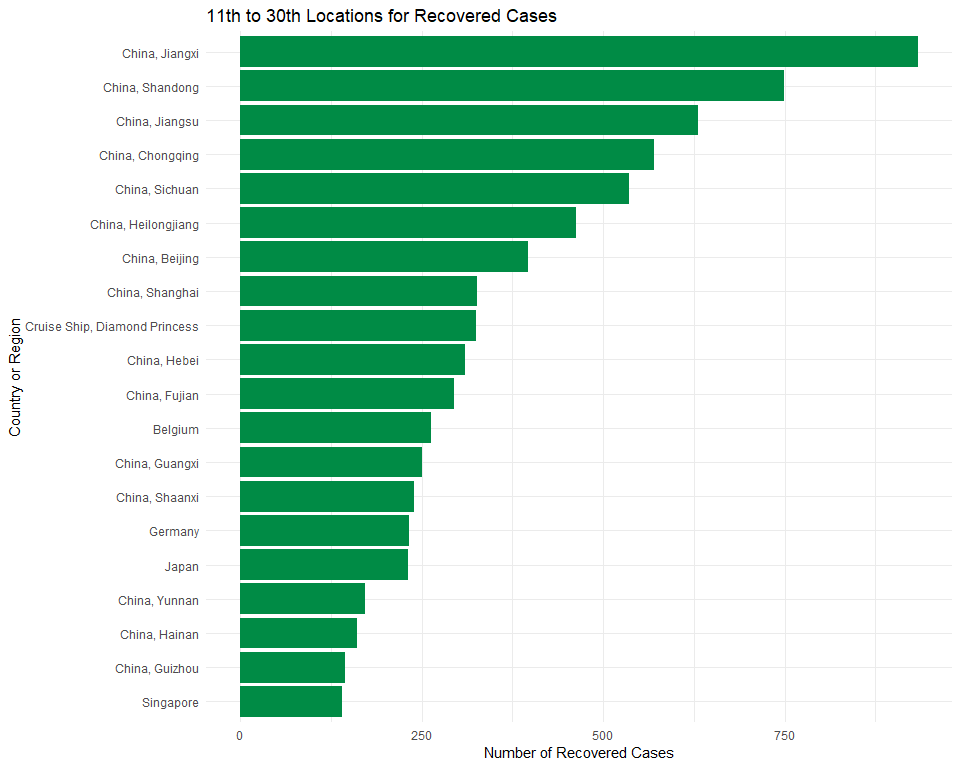 11th to 30th Locations for Recovered Cases
Country or Region
China, Jiangxi
China, Shandong
China, Jiangsu
China, Chongqing
China, Sichuan
China, Heilongjiang
China, Beijing
China, Shanghai
Cruise Ship, Diamond Princess
China, Hebei
China, Fujian
Belgium
China, Guangxi
China, Shaanxi
Germany
Japan
China, Yunnan
China, Hainan
China, Guizhou
Singapore
0 250 500 750
Number of Recovered Cases